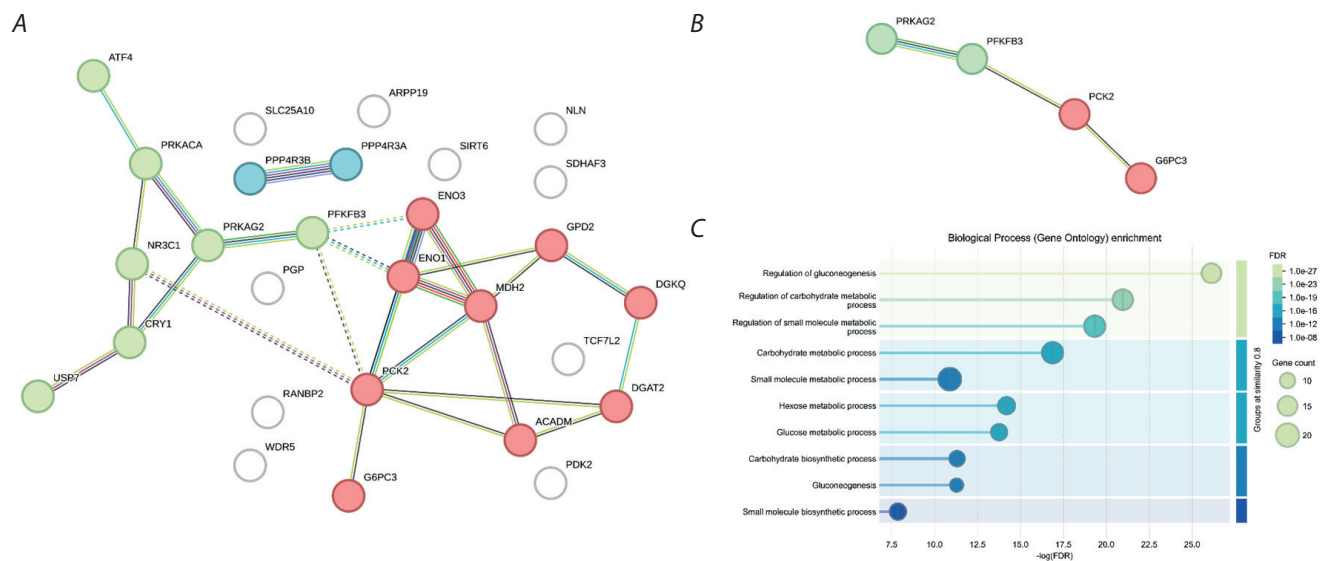 A
ATF4
PRKACA
SLC25A10
ARPP19
NLN
PPP4R3B
PPP4R3A
SIRT6
SDHAF3
ENO3
NR3C1
PRKAG2
PFKFB3
GPD2
PGP
ENO1
MDH2
DGKQ
CRY1
USP7
TCF7L2
PCK2
RANBP2
DGAT2
WDR5
ACADM
G6PC3
PDK2
B
PRKAG2
PFKFB3
PCK2
G6PC3
C
Biological Process (Gene Ontology) enrichment
Regulation of gluconeogenesis
Regulation of carbohydrate metabolic
process
Regulation of small molecule metabolic
process
Carbohydrate metabolic process
Small molecule metabolic process
Hexose metabolic process
Glucose metabolic process
Carbohydrate biosynthetic process
Gluconeogenesis
Small molecule biosynthetic process
7.5 10.0 12.5 15.0 17.5 20.0 22.5 25.0
-log(FDR)
Groups at similarity 0.8
FDR
1.0e-27
1.0e-23
1.0e-19
1.0e-16
1.0e-12
1.0e-08
Gene count
10
15
20